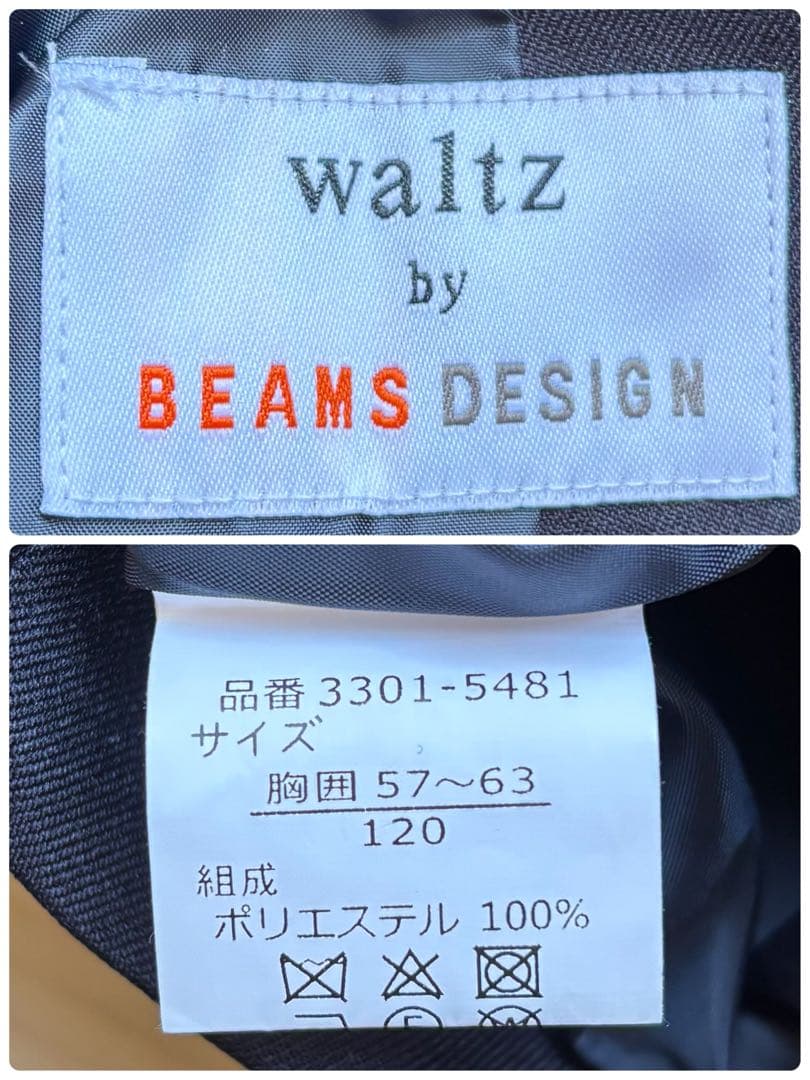 waltz
by
BEAMS DESIGN
品番 3301-5481
サイズ
胸囲 57～63
120
組成
ポリエステル 100%